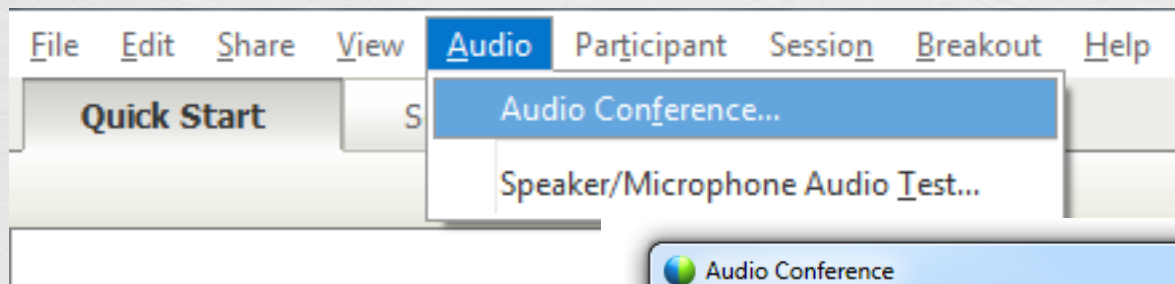 File Edit Share View Audio Participant Session Breakout Help
Quick Start S
Audio Conference...
Speaker/Microphone Audio Test...
Audio Conference